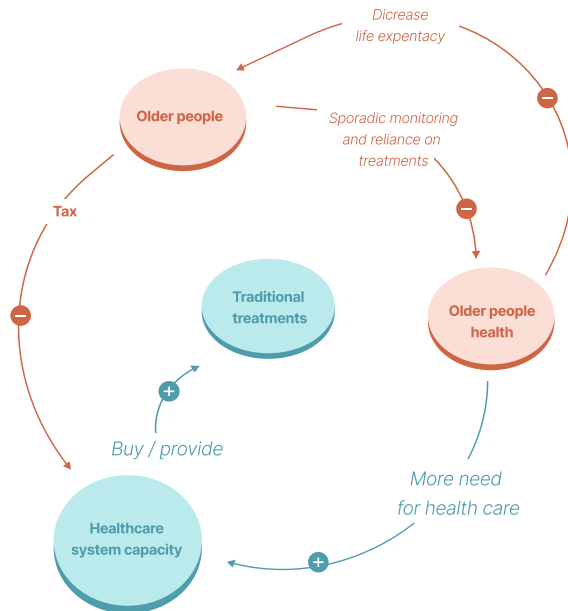 Dicrease
life expentacy
Older people
Sporadic monitoring
and reliance on
treatments
Tax
Traditional
treatments
Older people
health
Buy / provide
More need
for health care
Healthcare
system capacity